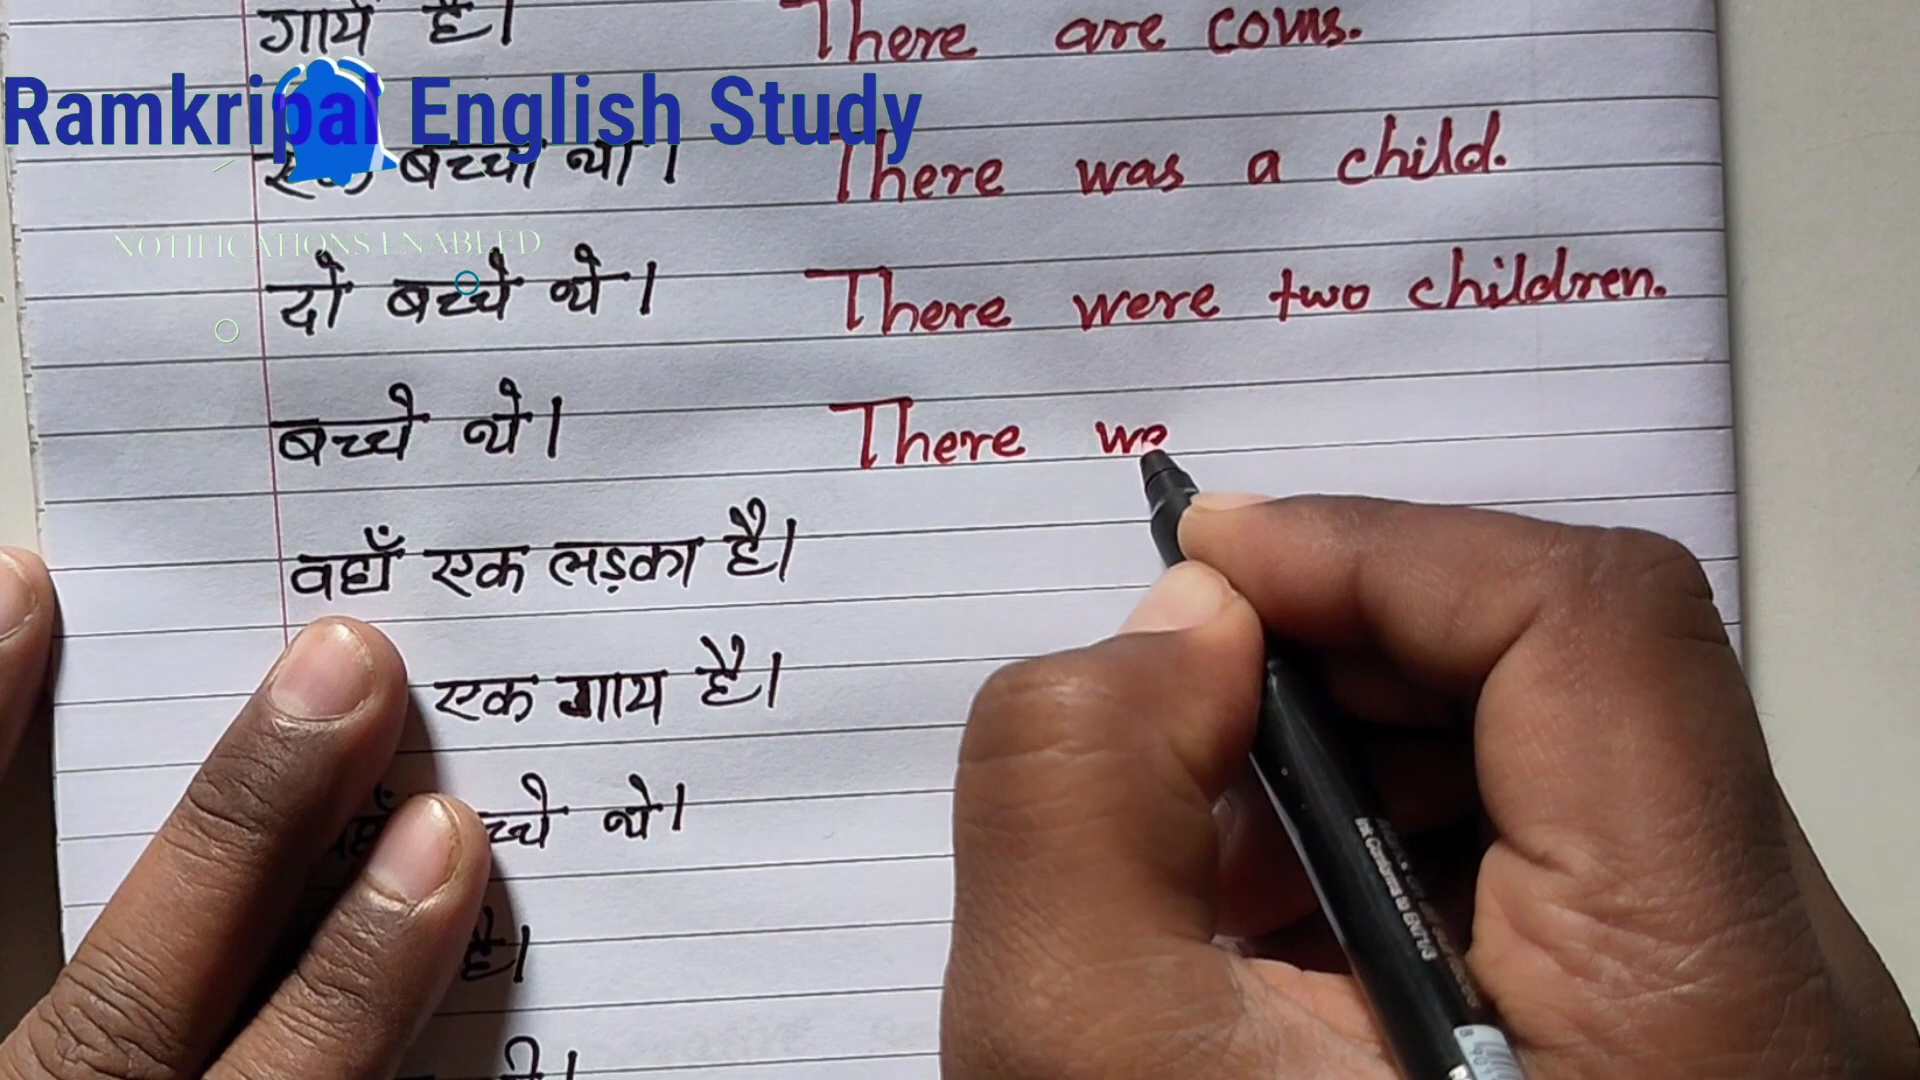 गायें हैं। There are cows.
Ramkripal English Study
एक बच्चा था। There was a child.
NOTIFICATIONS ENABLED
दो बच्चे थे। There were two children.
बच्चे थे। There we
वहाँ एक लड़का है।
एक गाय है।
बच्चे थे।